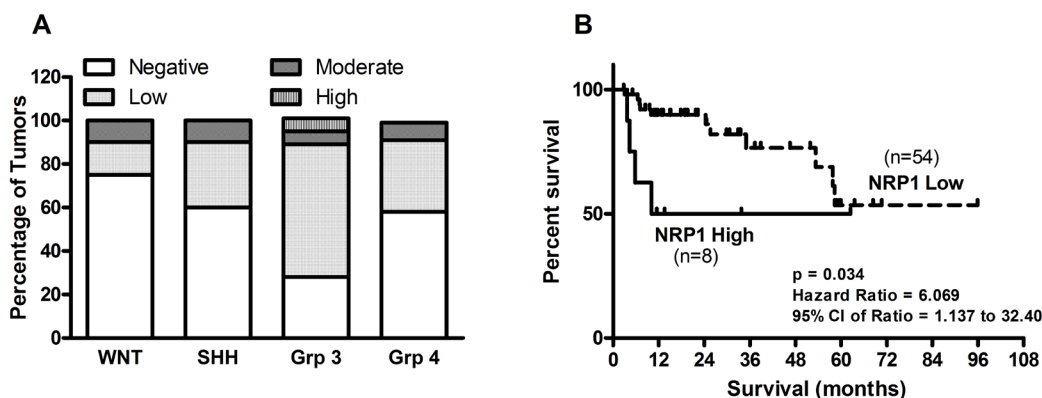 A
Negative
Moderate
Low
High
Percentage of Tumors
120
100
80
60
40
20
0
WNT
SHH
Grp 3
Grp 4
B
Percent survival
100
50
0
(n=54)
NRP1 Low
NRP1 High
(n=8)
p = 0.034
Hazard Ratio = 6.069
95% CI of Ratio = 1.137 to 32.40
0 12 24 36 48 60 72 84 96 108
Survival (months)